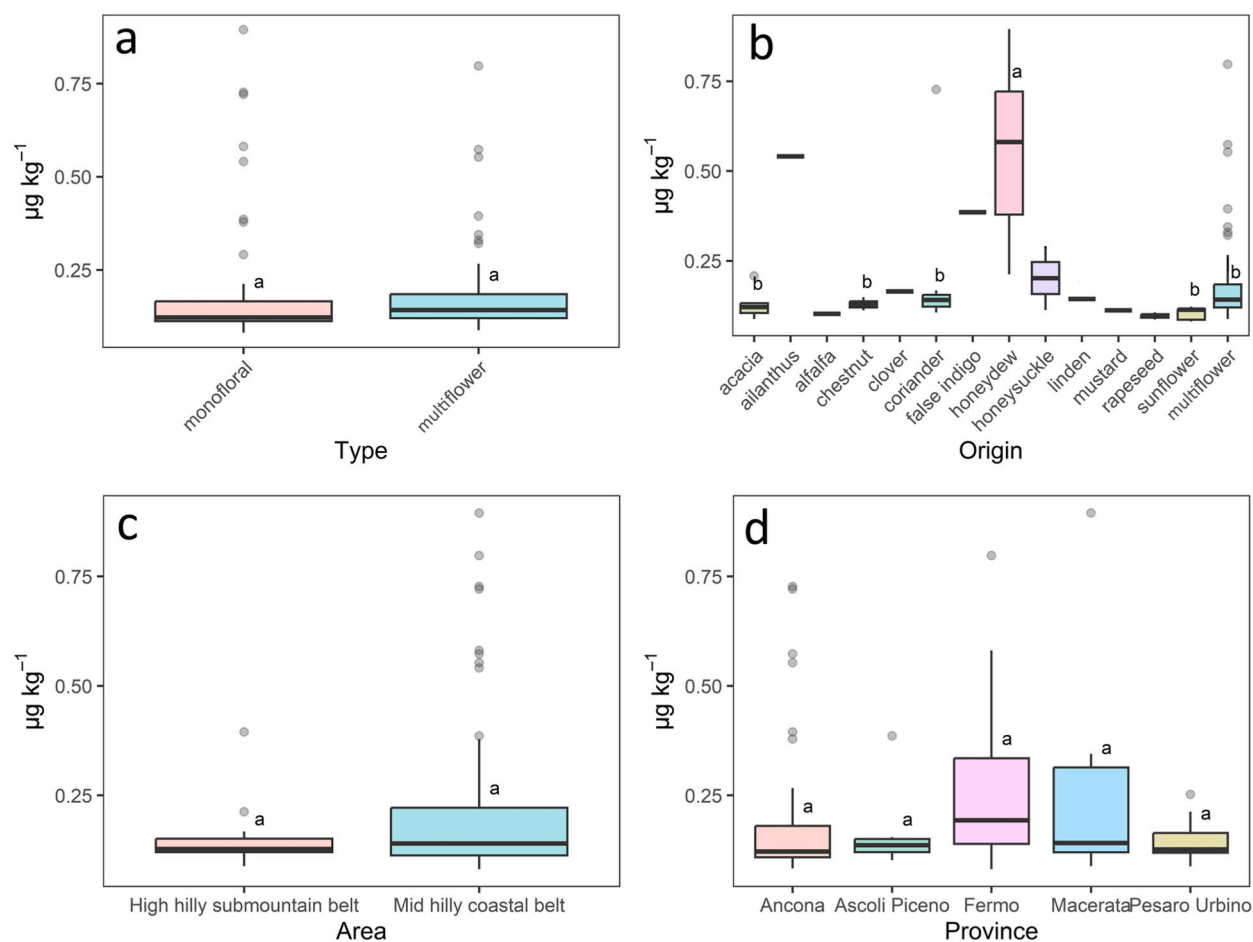 a
µg kg⁻¹
0.75
0.50
0.25
a
a
monofloral
multiflower
Type
b
µg kg⁻¹
0.75
0.50
0.25
a
b
b
b
b
b
acacia
ailanthus
alfalfa
chestnut
clover
coriander
false indigo
honeydew
honeysuckle
linden
mustard
rapeseed
sunflower
multiflower
Origin
c
µg kg⁻¹
0.75
0.50
0.25
a
a
High hilly submountain belt
Mid hilly coastal belt
Area
d
µg kg⁻¹
0.75
0.50
0.25
a
a
a
a
a
Ancona
Ascoli Piceno
Fermo
Macerata
Pesaro Urbino
Province